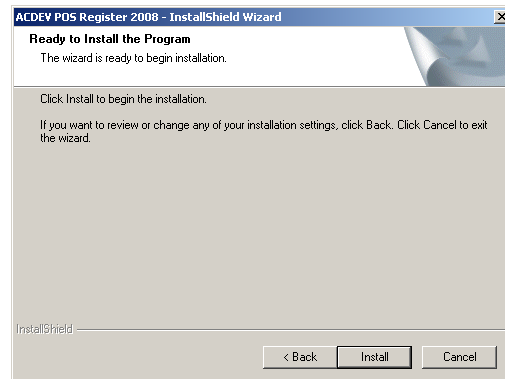 ACDEV POS Register 2008 - InstallShield Wizard
Ready to Install the Program
The wizard is ready to begin installation.
Click Install to begin the installation.
If you want to review or change any of your installation settings, click Back. Click Cancel to exit
the wizard.
InstallShield
< Back Install Cancel